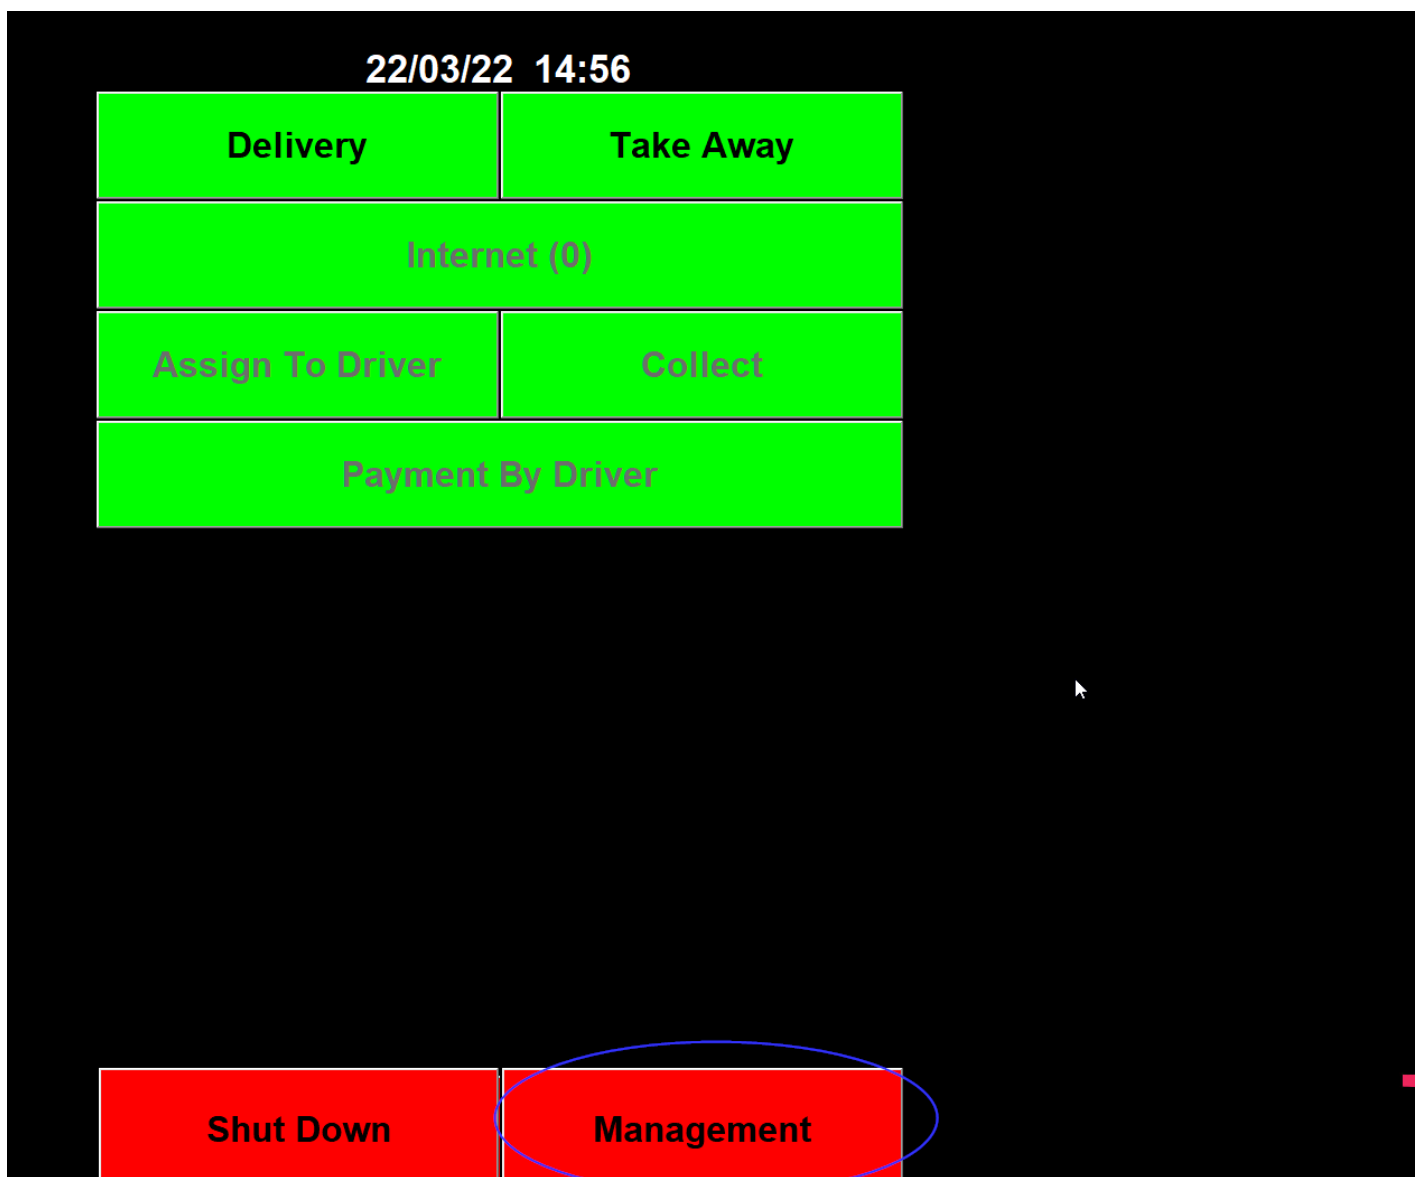 22/03/22 14:56
Delivery
Take Away
Internet (0)
Assign To Driver
Collect
Payment By Driver
Shut Down
Management